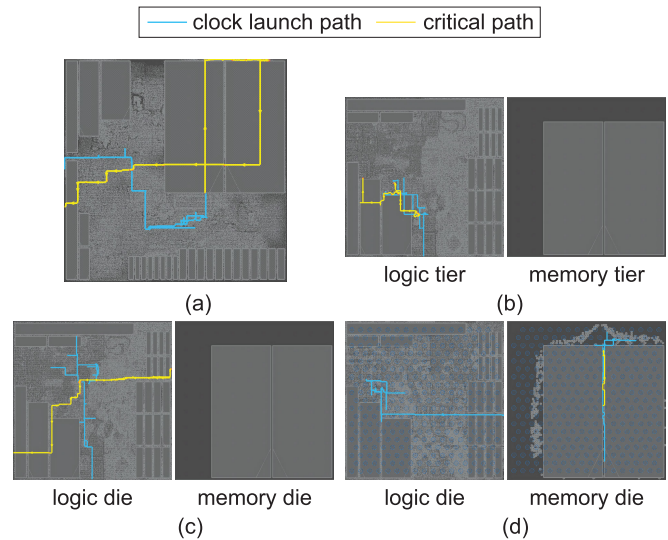 clock launch path critical path
(a)
logic tier memory tier
(b)
logic die memory die
(c)
logic die memory die
(d)